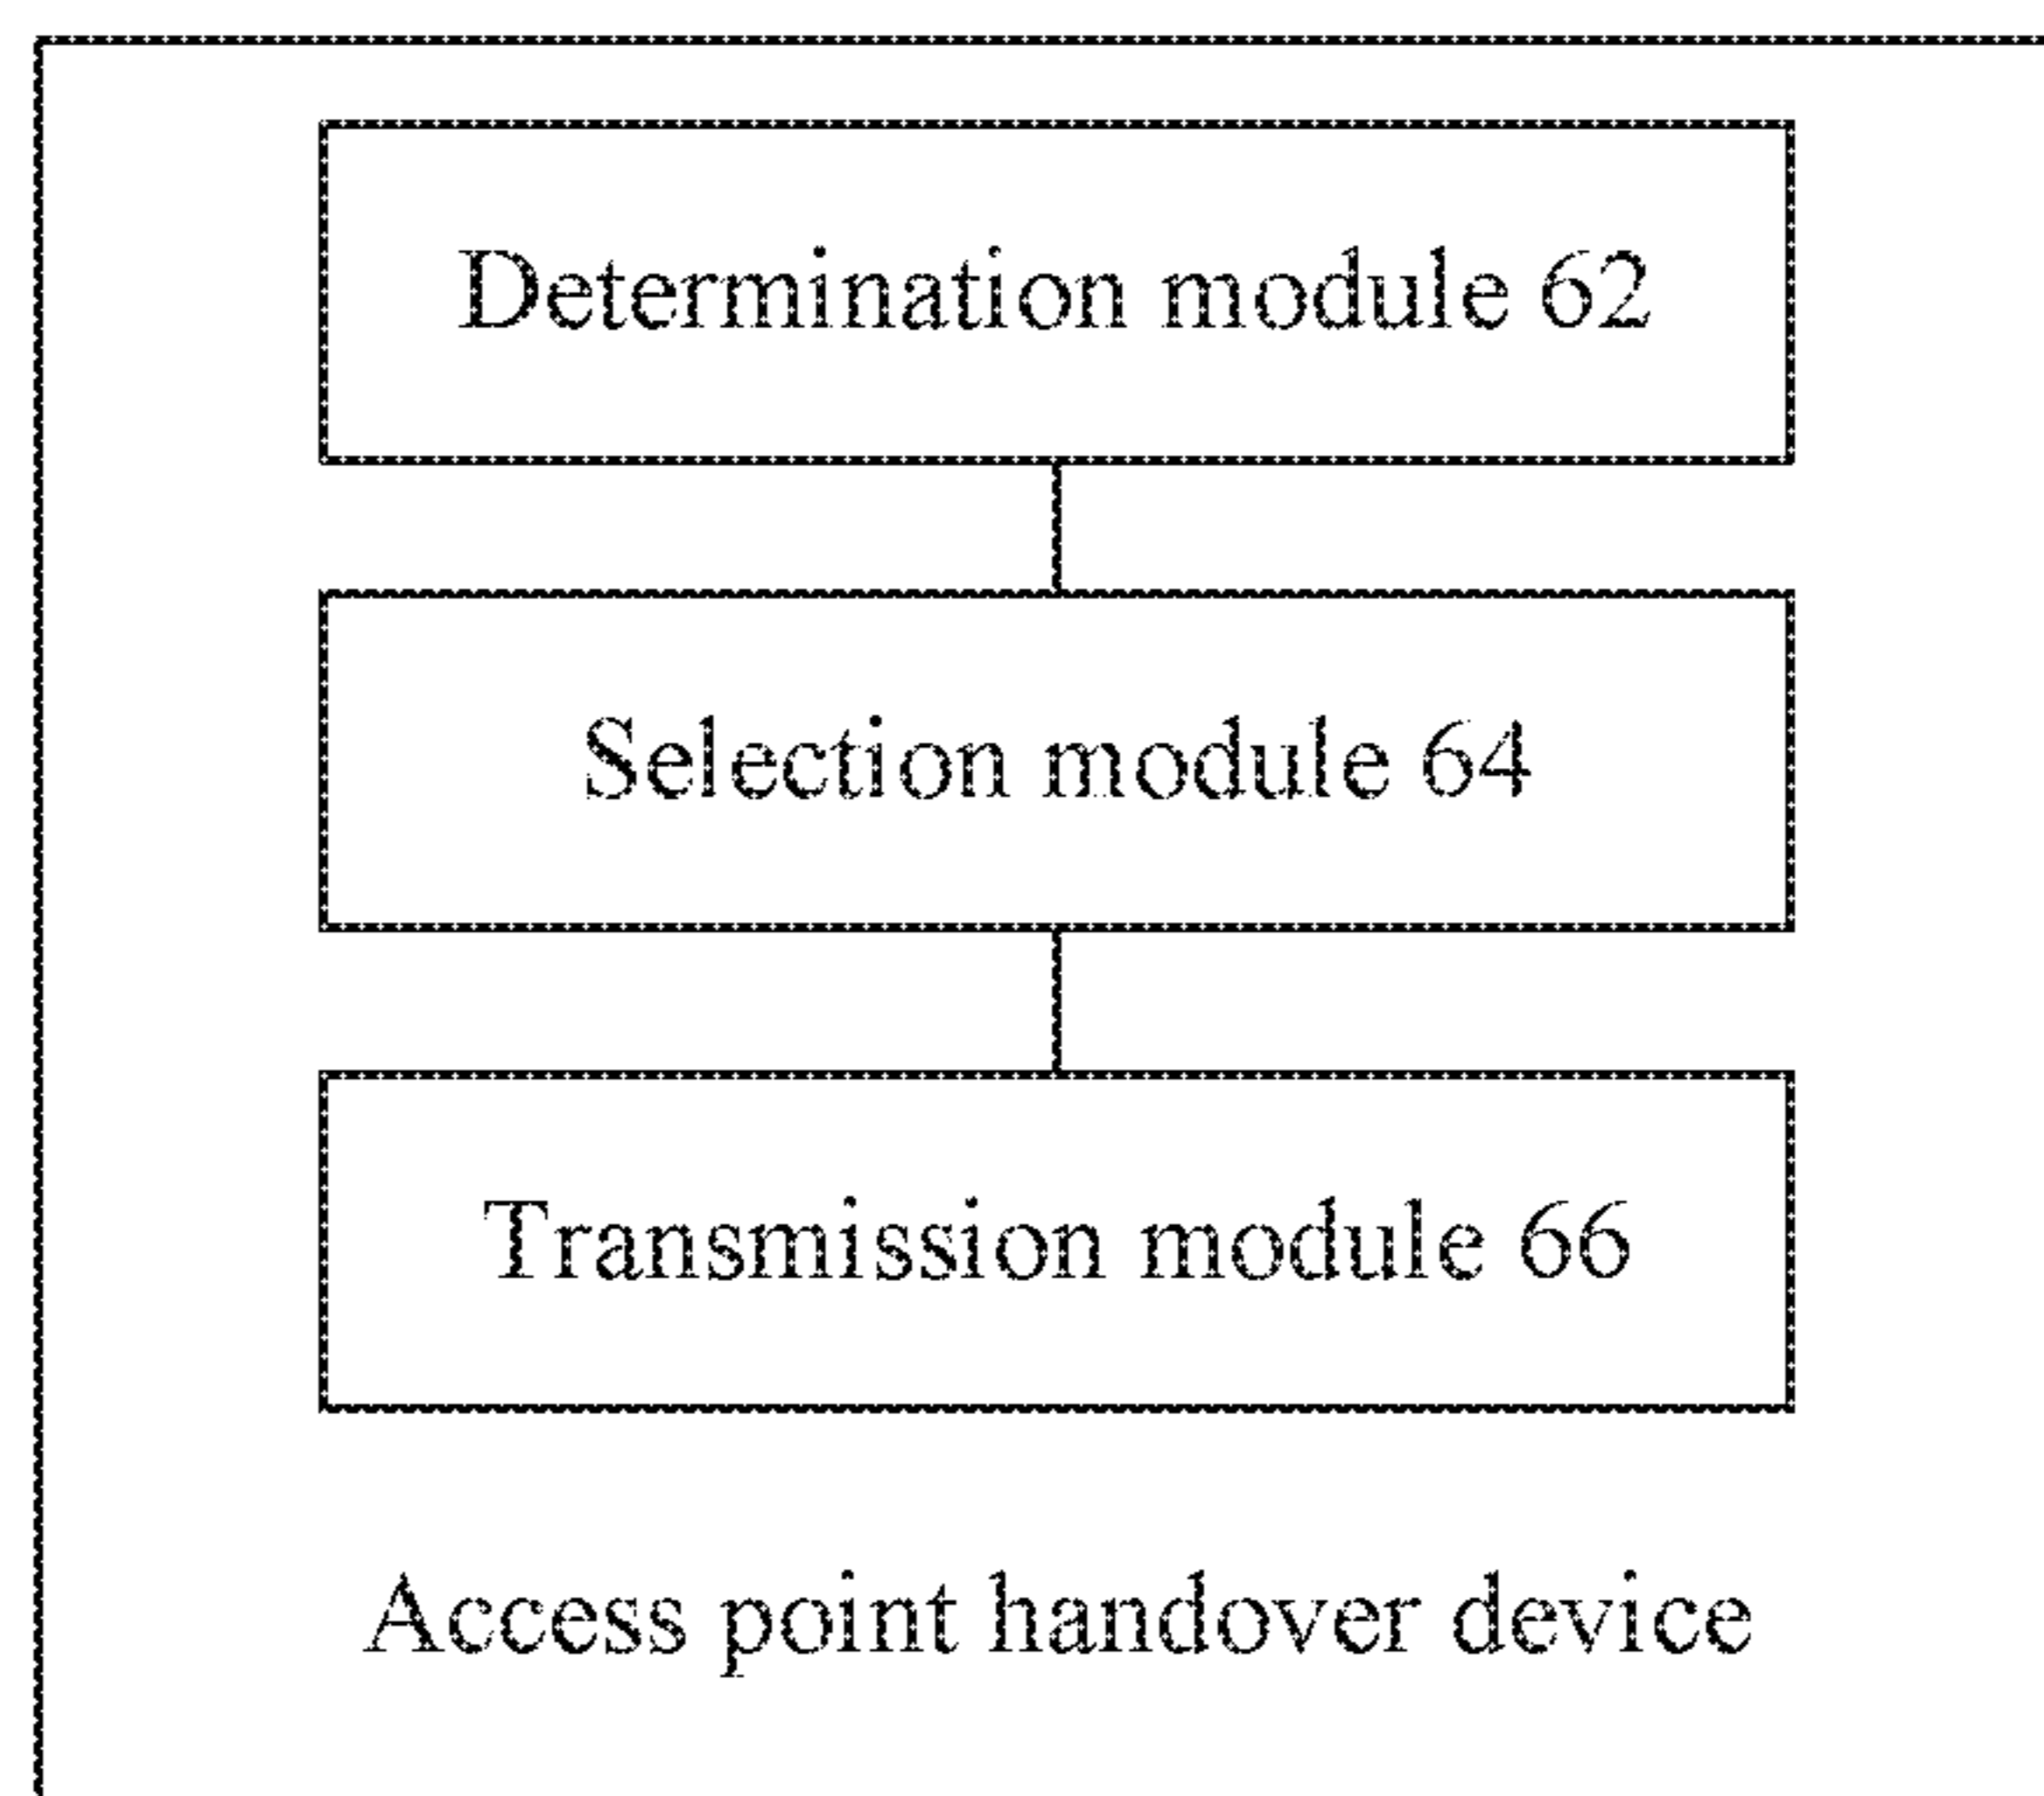 Determination module 62
Selection module 64
Transmission module 66
Access point handover device